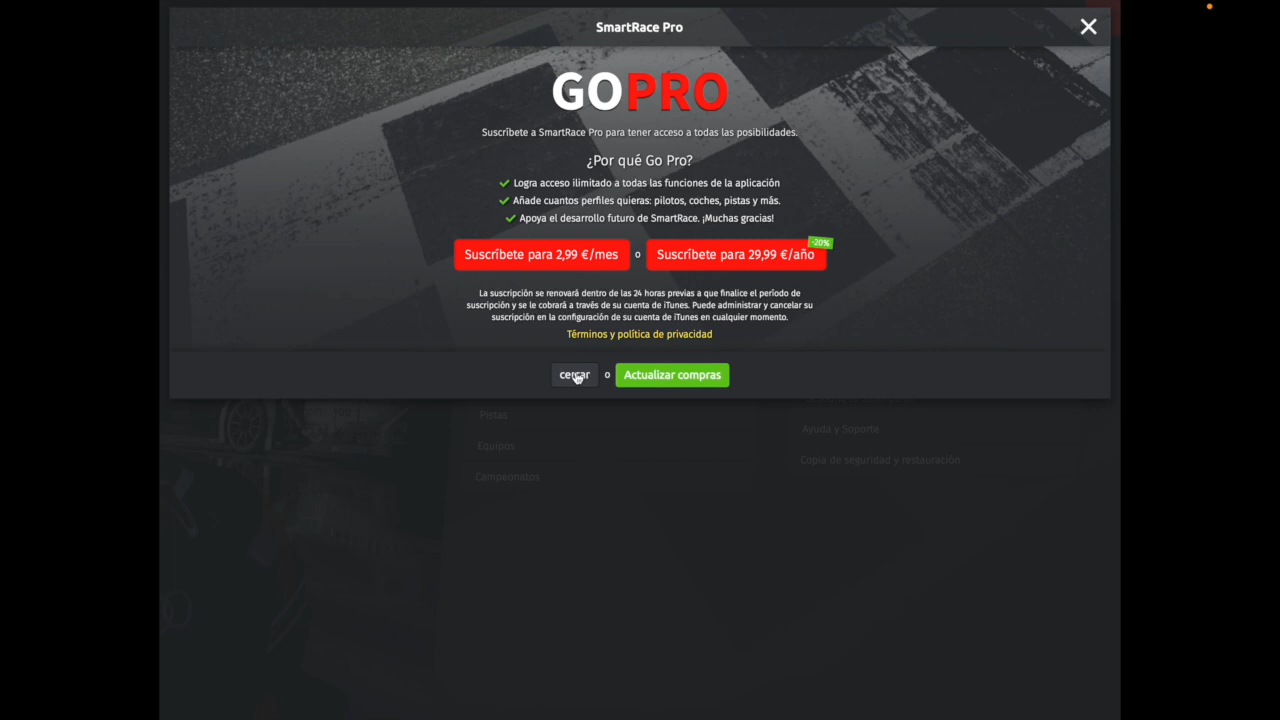 SmartRace Pro
GOPRO
Suscríbete a SmartRace Pro para tener acceso a todas las posibilidades.
¿Por qué Go Pro?
Logra acceso ilimitado a todas las funciones de la aplicación
Añade cuantos perfiles quieras: pilotos, coches, pistas y más.
Apoya el desarrollo futuro de SmartRace. ¡Muchas gracias!
-20%
Suscríbete para 2,99 €/mes o Suscríbete para 29,99 €/año
La suscripción se renovará dentro de las 24 horas previas a que finalice el período de
suscripción y se le cobrará a través de su cuenta de iTunes. Puede administrar y cancelar su
suscripción en la configuración de su cuenta de iTunes en cualquier momento.
Términos y política de privacidad
cerrar o Actualizar compras
Pistas
Ayuda y Soporte
Equipos
Copia de seguridad y restauración
Campeonatos